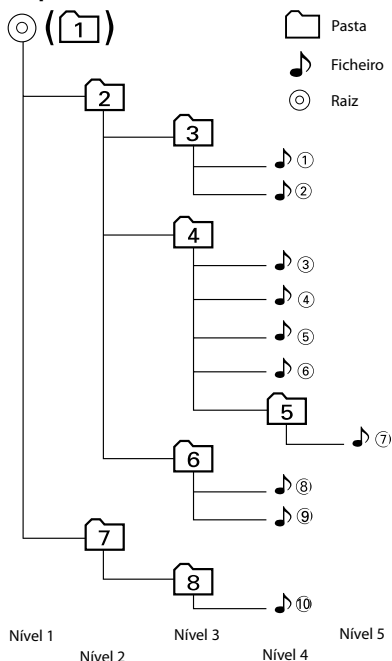 ( 1 )
Pasta
Ficheiro
Raiz
2
3
①
②
4
③
④
⑤
⑥
5
⑦
6
⑧
⑨
7
8
⑩
Nível 1
Nível 2
Nível 3
Nível 4
Nível 5